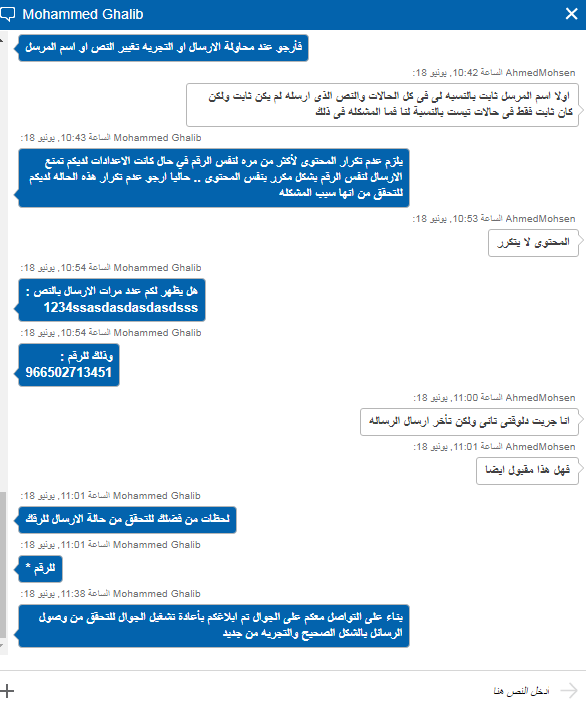 Mohammed Ghalib
فأرجو عند محاولة الارسال او التجربه تغيير النص او اسم المرسل
AhmedMohsen الساعة 10:42, يونيو 18:
اولا اسم المرسل ثابت بالنسبه لى فى كل الحالات والنص الذى ارسله لم يكن ثابت ولكن
كان ثابت فقط فى حالات تيست بالنسبة لنا فما المشكله فى ذلك
Mohammed Ghalib الساعة 10:43, يونيو 18:
يلزم عدم تكرار المحتوى لأكثر من مره لنفس الرقم في حال كانت الاعدادات لديكم تمنع
الارسال لنفس الرقم بشكل مكرر بنفس المحتوى .. حاليا ارجو عدم تكرار هذه الحاله لديكم
للتحقق من انها سبب المشكله
AhmedMohsen الساعة 10:53, يونيو 18:
المحتوى لا يتكرر
Mohammed Ghalib الساعة 10:54, يونيو 18:
هل يظهر لكم عدد مرات الارسال بالنص :
1234ssasdasdasdasdsss
Mohammed Ghalib الساعة 10:54, يونيو 18:
وذلك للرقم :
966502713451
AhmedMohsen الساعة 11:00, يونيو 18:
انا جربت دلوقتى تانى ولكن تأخر ارسال الرساله
AhmedMohsen الساعة 11:01, يونيو 18:
فهل هذا مقبول ايضا
Mohammed Ghalib الساعة 11:01, يونيو 18:
لحظات من فضلك للتحقق من حالة الارسال للرقك
Mohammed Ghalib الساعة 11:01, يونيو 18:
للرقم *
Mohammed Ghalib الساعة 11:38, يونيو 18:
بناء على التواصل معكم على الجوال تم ابلاغكم بأعادة تشغيل الجوال للتحقق من وصول
الرسائل بالشكل الصحيح والتجربه من جديد
ادخل النص هنا